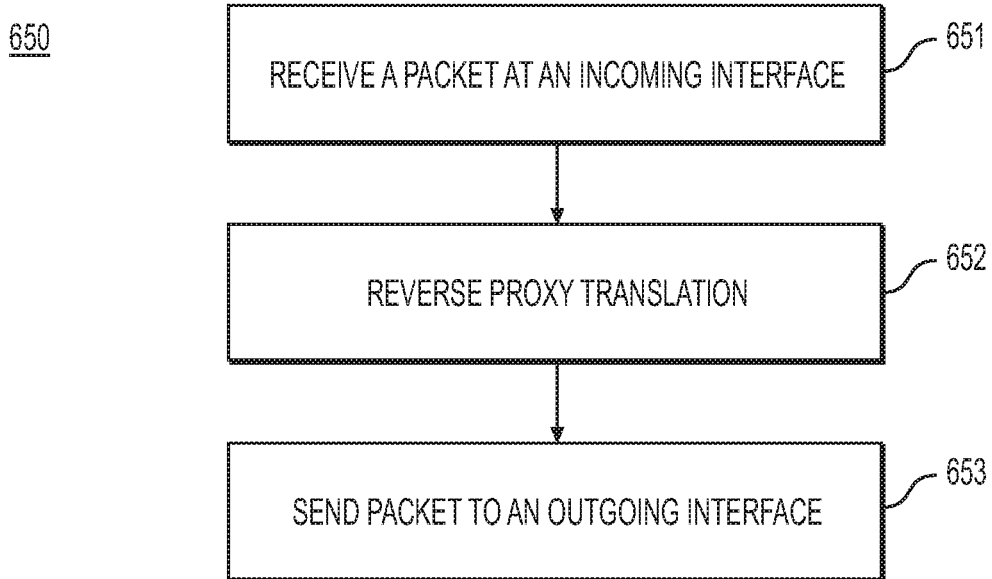 650
RECEIVE A PACKET AT AN INCOMING INTERFACE
651
REVERSE PROXY TRANSLATION
652
SEND PACKET TO AN OUTGOING INTERFACE
653